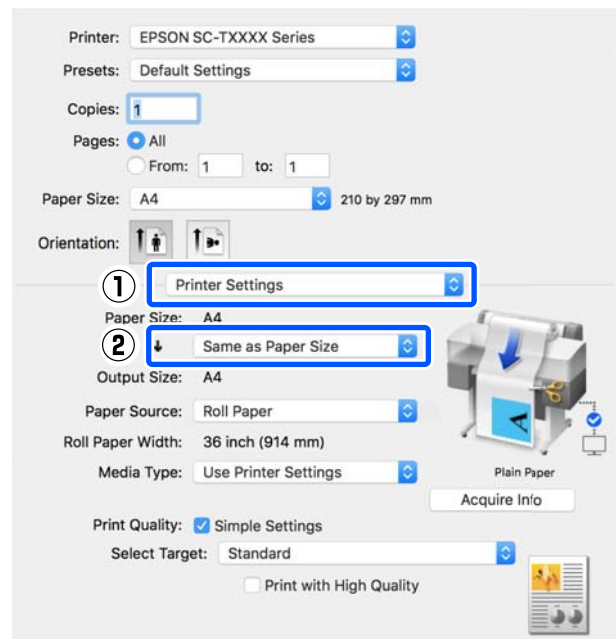 Printer: EPSON SC-TXXXX Series
Presets: Default Settings
Copies: 1
Pages: All
From: 1 to: 1
Paper Size: A4 210 by 297 mm
Orientation:
① Printer Settings
Paper Size: A4
② Same as Paper Size
Output Size: A4
Paper Source: Roll Paper
Roll Paper Width: 36 inch (914 mm)
Media Type: Use Printer Settings
Plain Paper
Acquire Info
Print Quality: Simple Settings
Select Target: Standard
Print with High Quality